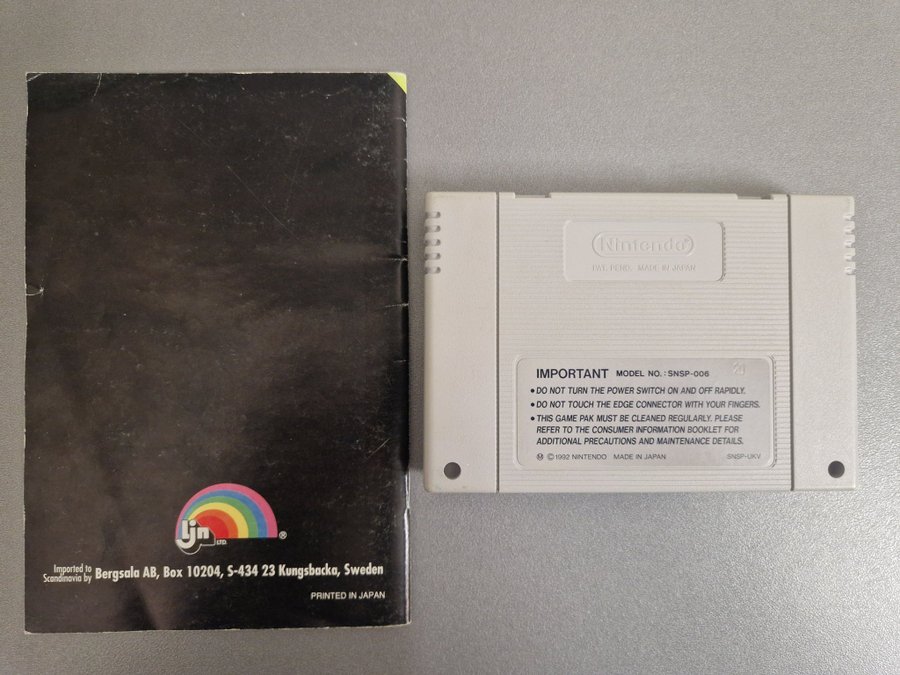 ljn
LTD.
®
Imported to
Scandinavia by Bergsala AB, Box 10204, S-434 23 Kungsbacka, Sweden
PRINTED IN JAPAN
Nintendo®
PAT. PEND. MADE IN JAPAN
IMPORTANT MODEL NO.: SNSP-006
• DO NOT TURN THE POWER SWITCH ON AND OFF RAPIDLY.
• DO NOT TOUCH THE EDGE CONNECTOR WITH YOUR FINGERS.
• THIS GAME PAK MUST BE CLEANED REGULARLY. PLEASE
REFER TO THE CONSUMER INFORMATION BOOKLET FOR
ADDITIONAL PRECAUTIONS AND MAINTENANCE DETAILS.
Ⓜ ©1992 NINTENDO MADE IN JAPAN SNSP-UKV